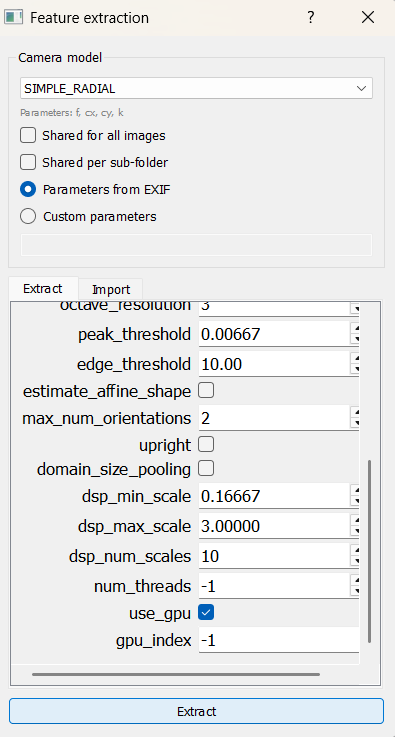 Feature extraction
?
Camera model
SIMPLE_RADIAL
Parameters: f, cx, cy, k
Shared for all images
Shared per sub-folder
Parameters from EXIF
Custom parameters
Extract Import
octave_resolution 3
peak_threshold 0.00667
edge_threshold 10.00
estimate_affine_shape
max_num_orientations 2
upright
domain_size_pooling
dsp_min_scale 0.16667
dsp_max_scale 3.00000
dsp_num_scales 10
num_threads -1
use_gpu
gpu_index -1
Extract